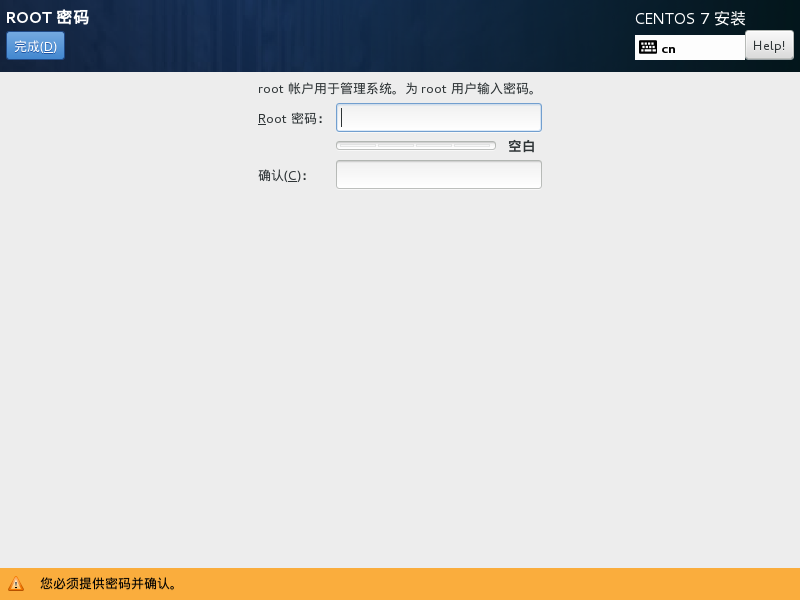 ROOT 密码
CENTOS 7 安装
完成(D)
cn
Help!
root 帐户用于管理系统。为 root 用户输入密码。
Root 密码：
空白
确认(C)：
您必须提供密码并确认。